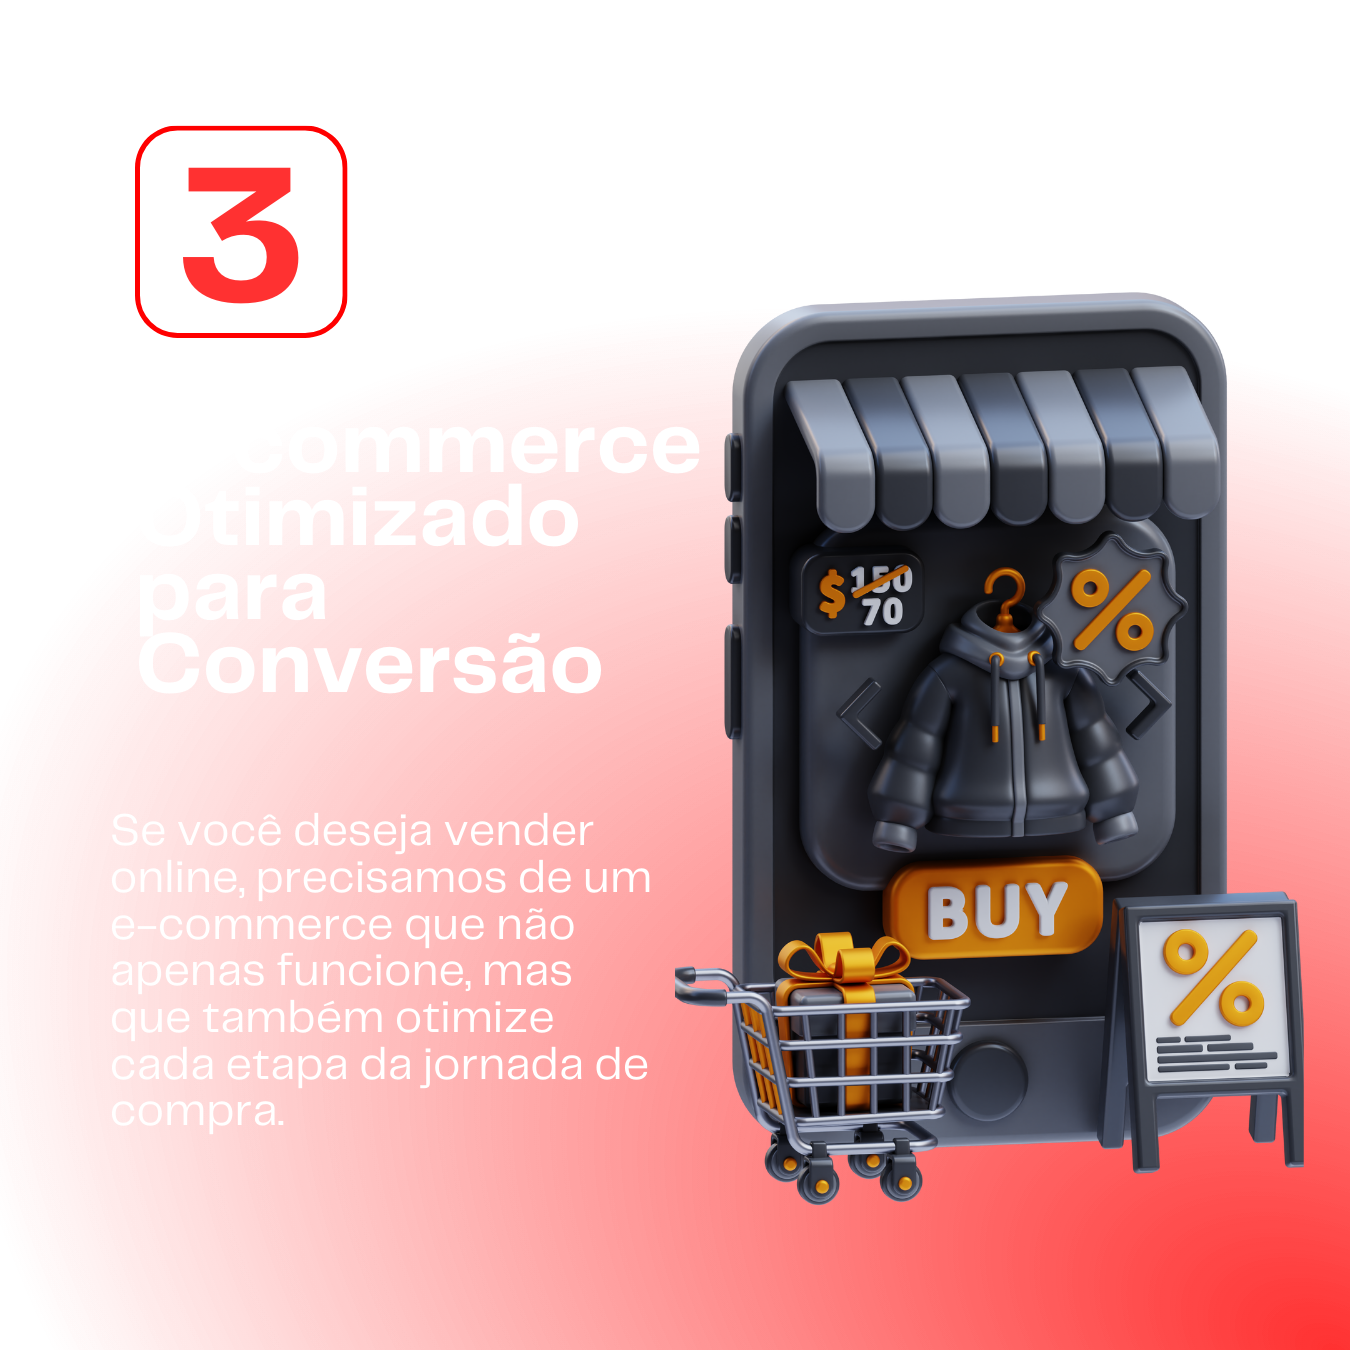 3
E-commerce
Otimizado
para
Conversão
Se você deseja vender
online, precisamos de um
e-commerce que não
apenas funcione, mas
que também otimize
cada etapa da jornada de
compra.
$ 150
70
%
BUY
%